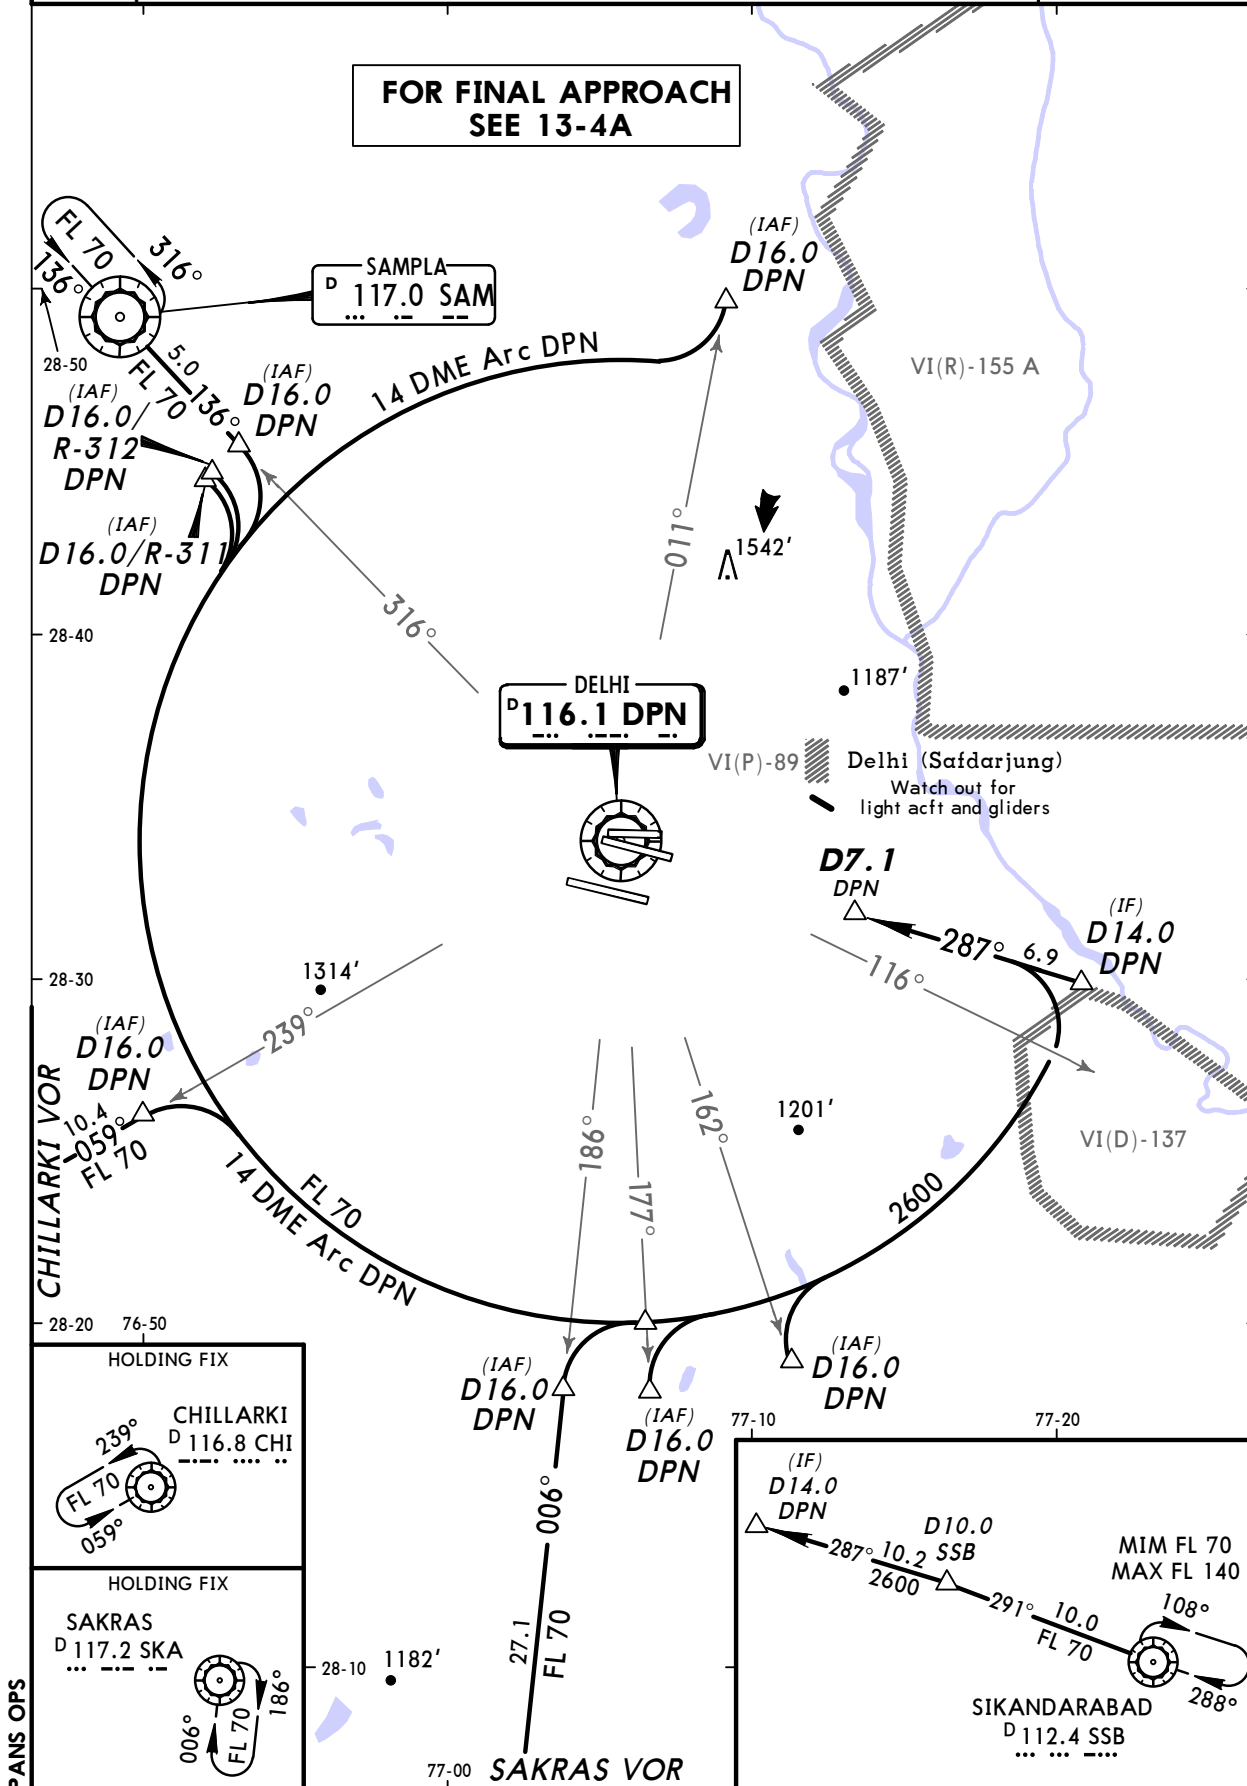 FOR FINAL APPROACH
SEE 13-4A
(IAF)
D16.0
DPN
FL 70
316°
136°
SAMPLA
D 117.0 SAM
28-50
5.0
FL 70
136°
(IAF)
D16.0
DPN
(IAF)
D16.0/
R-312
DPN
(IAF)
D16.0/R-311
DPN
14 DME Arc DPN
VI(R)-155 A
011°
1542'
316°
28-40
DELHI
D 116.1 DPN
1187'
VI(P)-89
Delhi (Safdarjung)
Watch out for
light acft and gliders
D7.1
DPN
287°
6.9
(IF)
D14.0
DPN
116°
28-30
1314'
239°
(IAF)
D16.0
DPN
10.4
059°
FL 70
CHILLARKI VOR
1201'
VI(D)-137
186°
177°
162°
FL 70
14 DME Arc DPN
2600
28-20
76-50
(IAF)
D16.0
DPN
(IAF)
D16.0
DPN
(IAF)
D16.0
DPN
77-10
77-20
HOLDING FIX
CHILLARKI
D 116.8 CHI
239°
FL 70
059°
HOLDING FIX
SAKRAS
D 117.2 SKA
006°
FL 70
186°
006°
27.1
FL 70
28-10
1182'
77-00
SAKRAS VOR
(IF)
D14.0
DPN
287°
10.2
2600
D10.0
SSB
291°
10.0
FL 70
MIM FL 70
MAX FL 140
108°
288°
SIKANDARABAD
D 112.4 SSB
PANS OPS